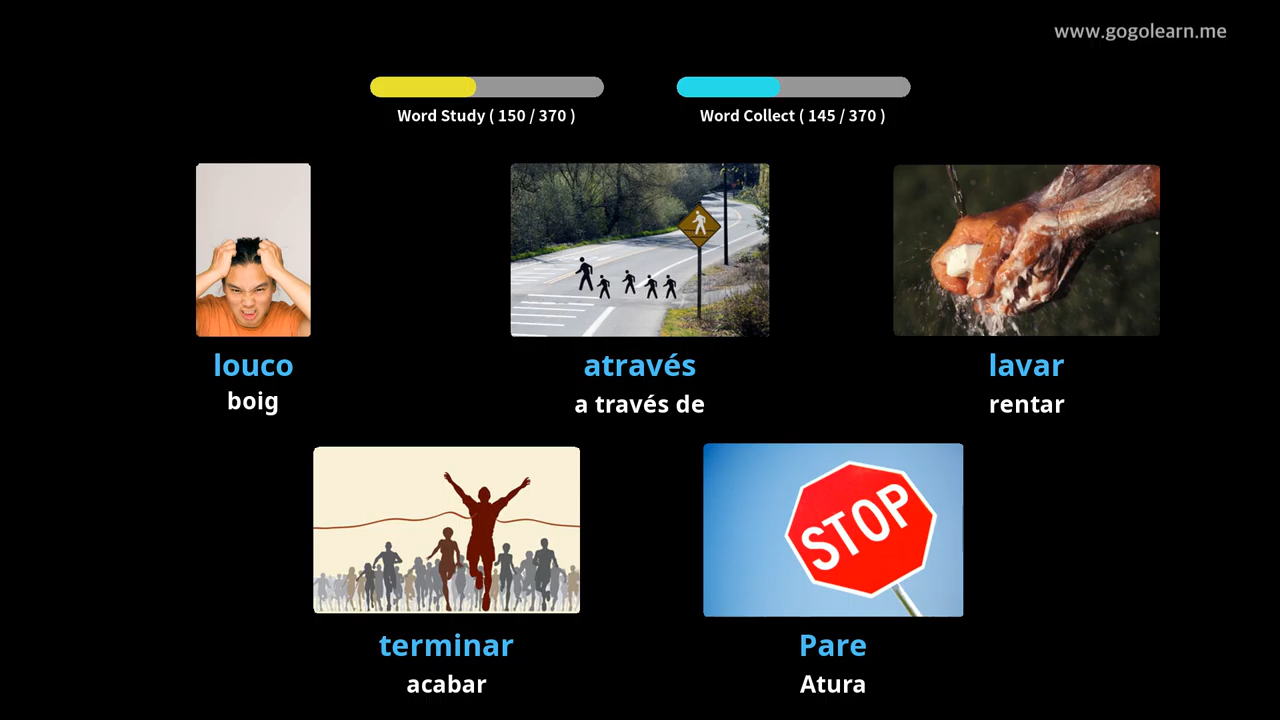 www.gogolearn.me
Word Study ( 150 / 370 )
Word Collect ( 145 / 370 )
louco
boig
através
a través de
lavar
rentar
STOP
terminar
acabar
Pare
Atura